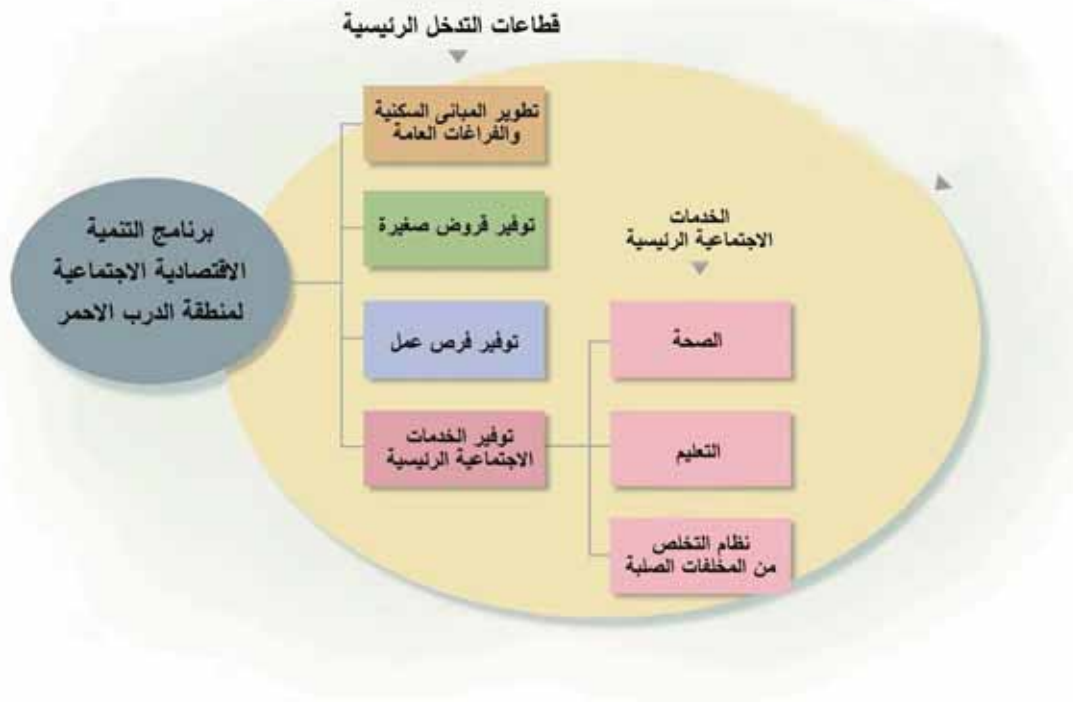 قطاعات التدخل الرئيسية
تطوير المبانى السكنية
والفراغات العامة
توفير قروض صغيرة
توفير فرص عمل
توفير الخدمات
الاجتماعية الرئيسية
برنامج التنمية
الاقتصادية الاجتماعية
لمنطقة الدرب الاحمر
الخدمات
الاجتماعية الرئيسية
الصحة
التعليم
نظام التخلص
من المخلفات الصلبة